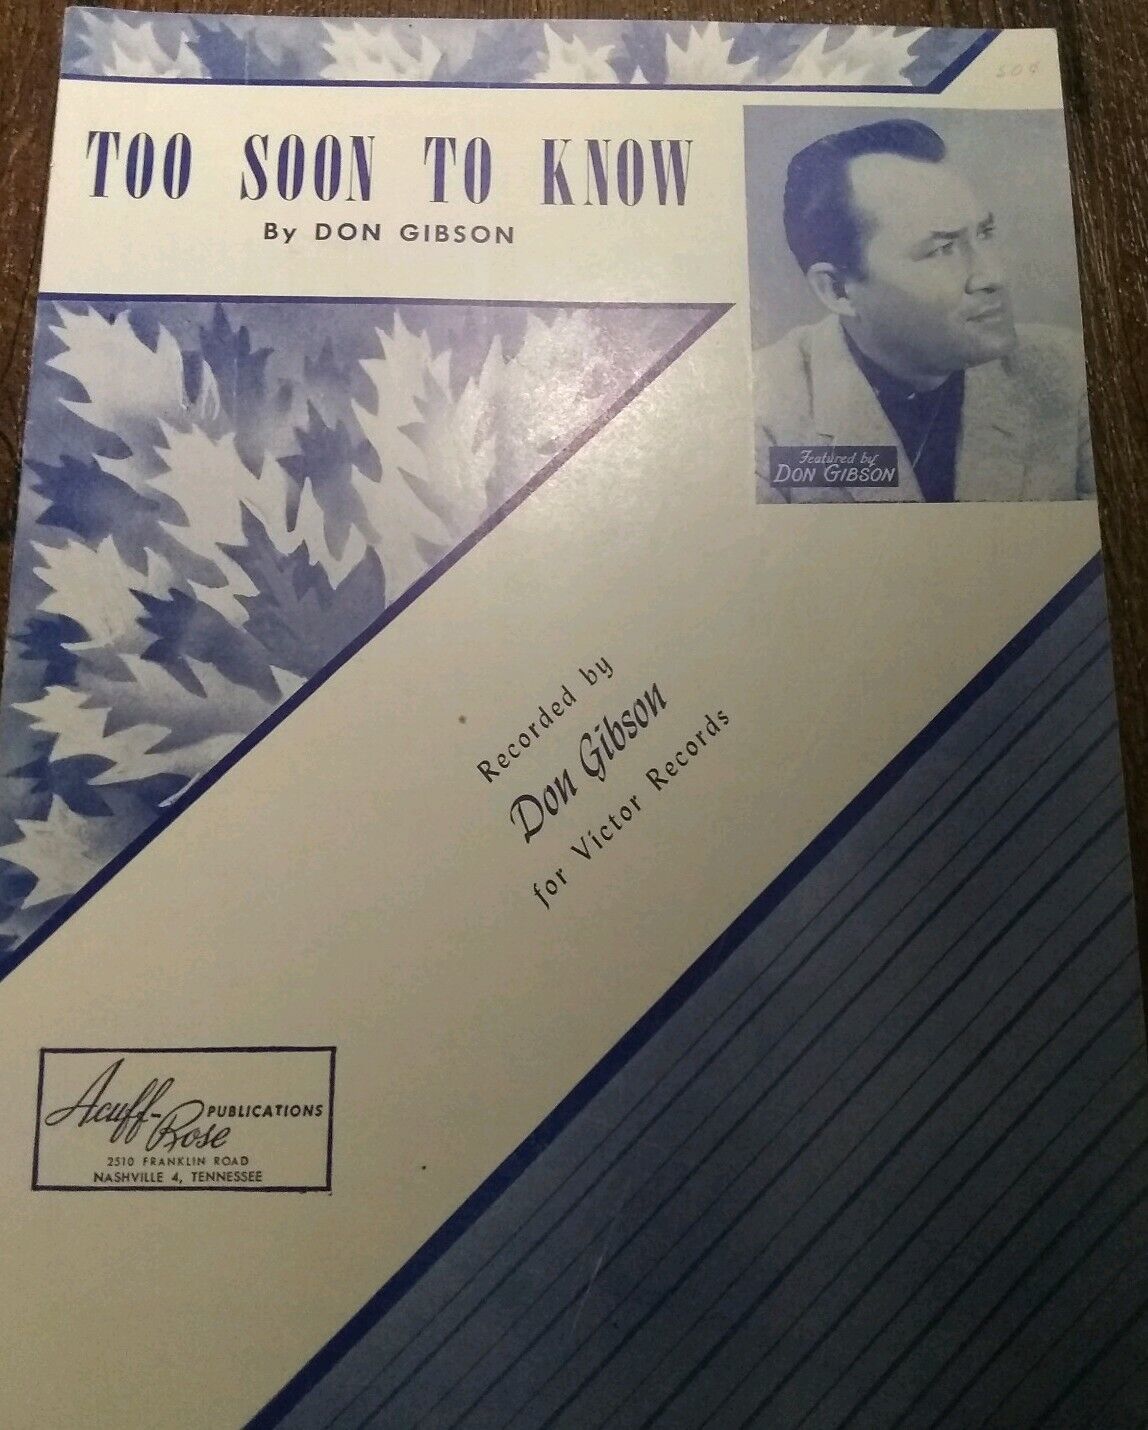 50¢
TOO SOON TO KNOW
By DON GIBSON
Featured by
DON GIBSON
Recorded by
Don Gibson
for Victor Records
Acuff-Rose PUBLICATIONS
2510 FRANKLIN ROAD
NASHVILLE 4, TENNESSEE